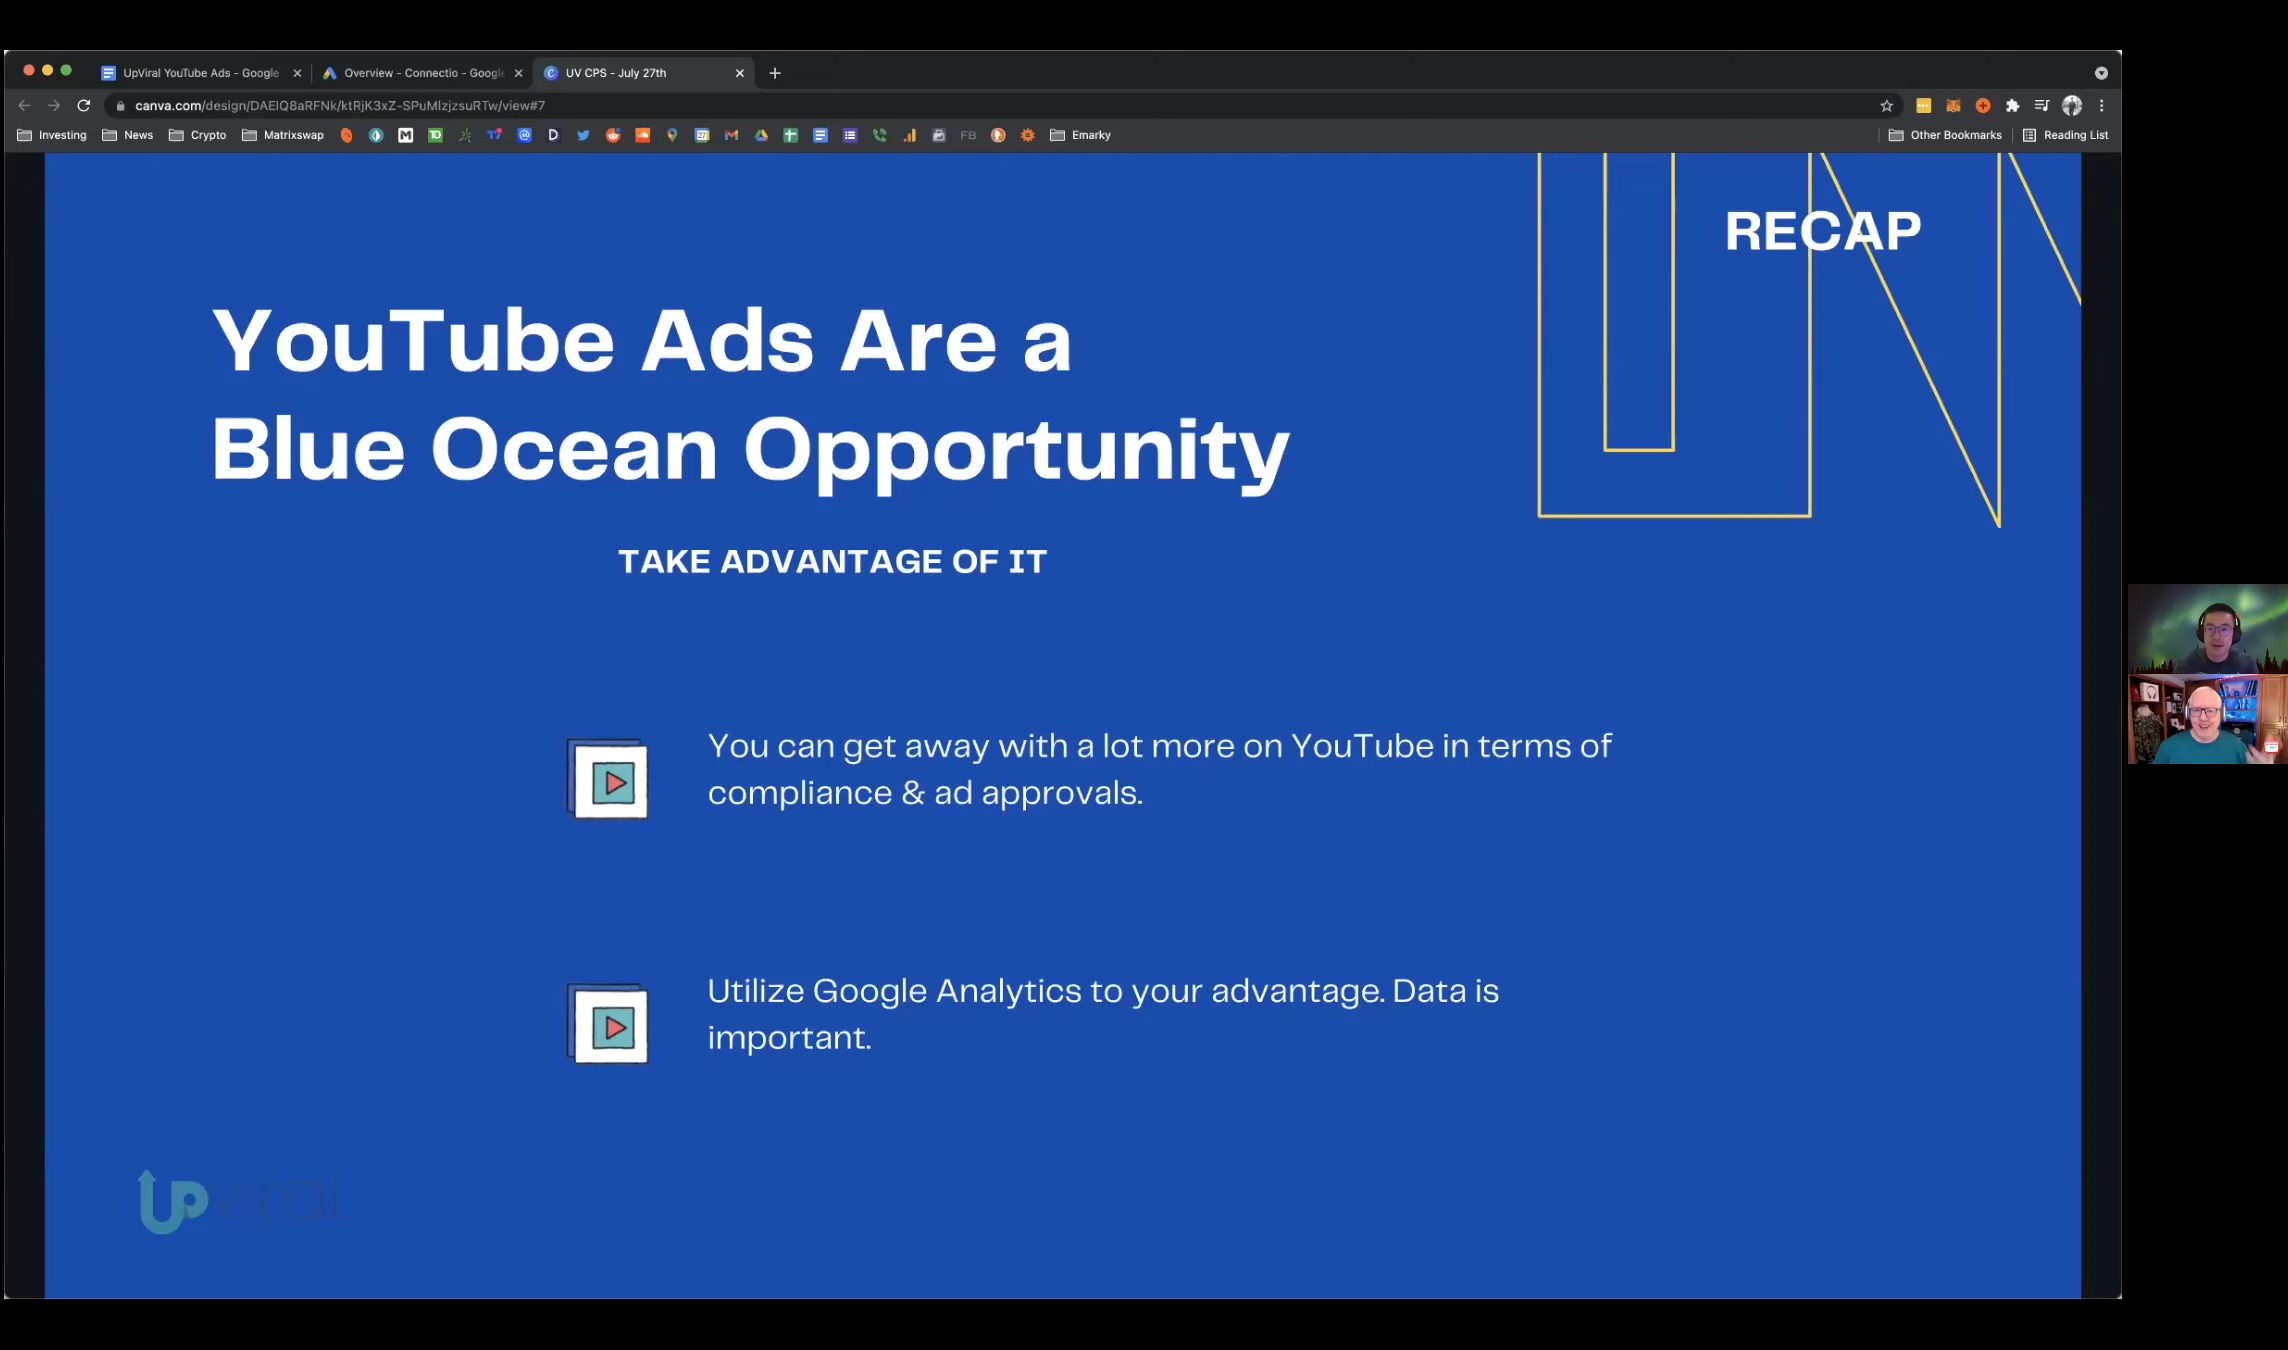 UpViral YouTube Ads - Google
Overview - Connectio - Google
UV CPS - July 27th
canva.com/design/DAElQ8aRFNk/ktRjK3xZ-SPuMlzjzsuRTw/view#7
Investing
News
Crypto
Matrixswap
FB
Emarky
Other Bookmarks
Reading List
RECAP
YouTube Ads Are a
Blue Ocean Opportunity
TAKE ADVANTAGE OF IT
You can get away with a lot more on YouTube in terms of
compliance & ad approvals.
Utilize Google Analytics to your advantage. Data is
important.
upviral